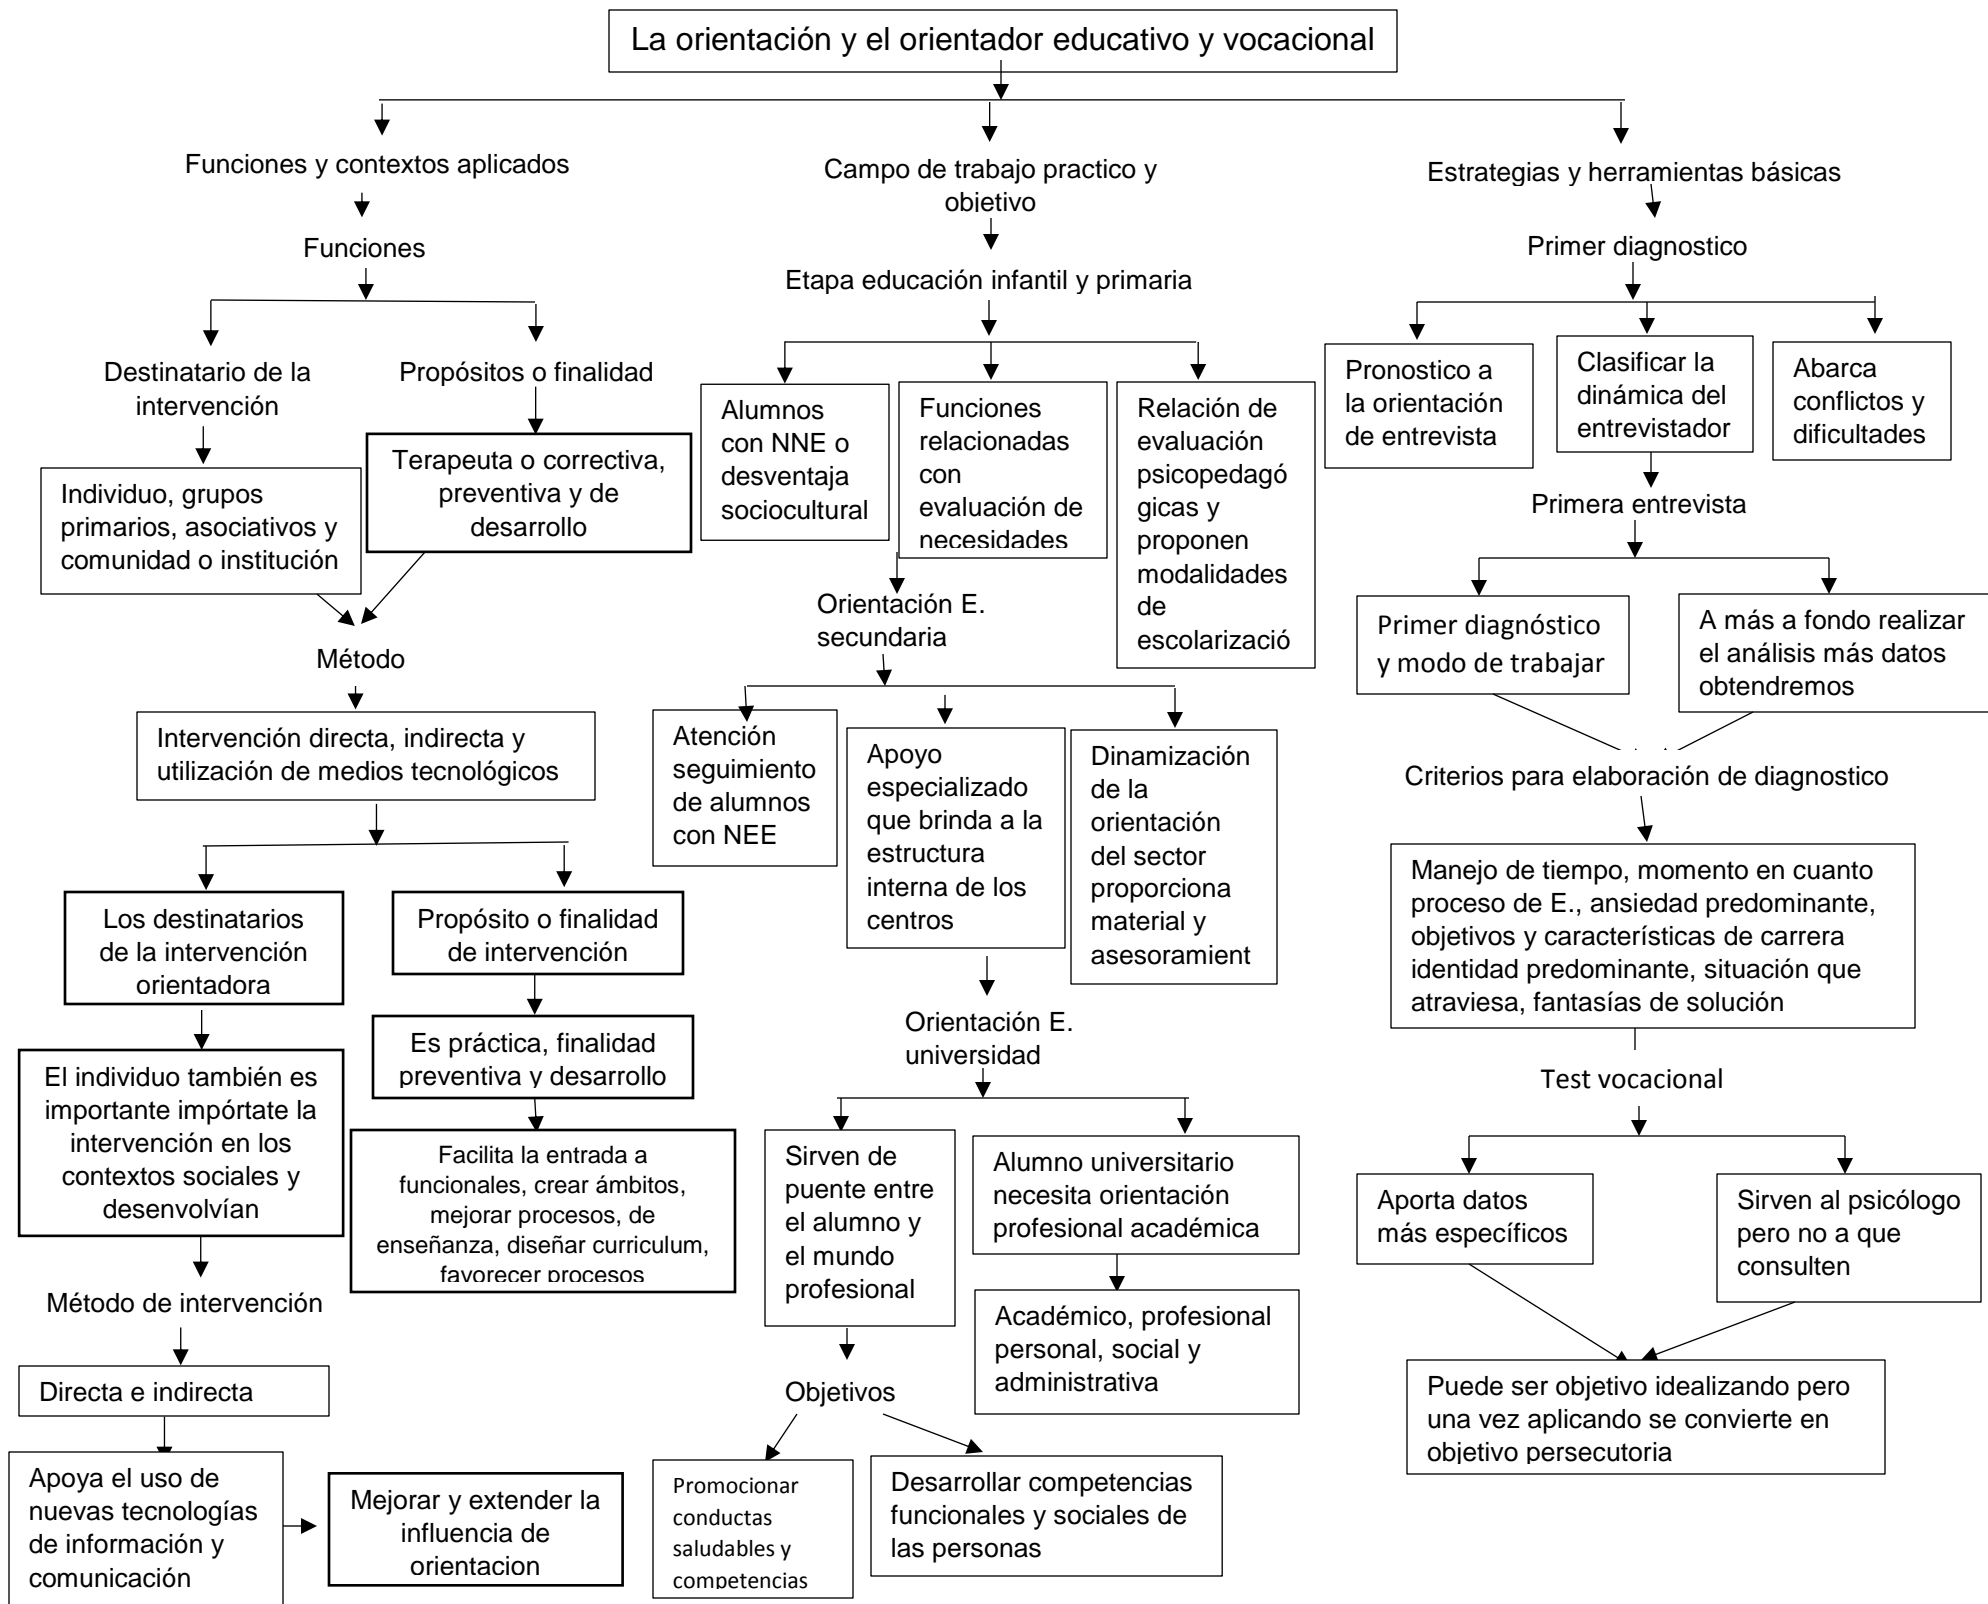 La orientación y el orientador educativo y vocacional
Funciones y contextos aplicados
Funciones
Destinatario de la
intervención
Propósitos o finalidad
Individuo, grupos
primarios, asociativos y
comunidad o institución
Terapeuta o correctiva,
preventiva y de
desarrollo
Método
Intervención directa, indirecta y
utilización de medios tecnológicos
Los destinatarios
de la intervención
orientadora
Propósito o finalidad
de intervención
El individuo también es
importante impórtate la
intervención en los
contextos sociales y
desenvolvían
Es práctica, finalidad
preventiva y desarrollo
Facilita la entrada a
funcionales, crear ámbitos,
mejorar procesos, de
enseñanza, diseñar curriculum,
favorecer procesos
Método de intervención
Directa e indirecta
Apoya el uso de
nuevas tecnologías
de información y
comunicación
Mejorar y extender la
influencia de
orientacion
Campo de trabajo practico y
objetivo
Etapa educación infantil y primaria
Alumnos
con NNE o
desventaja
sociocultural
Funciones
relacionadas
con
evaluación de
necesidades
Relación de
evaluación
psicopedagó
gicas y
proponen
modalidades
de
escolarizació
Orientación E.
secundaria
Atención
seguimiento
de alumnos
con NEE
Apoyo
especializado
que brinda a la
estructura
interna de los
centros
Dinamización
de la
orientación
del sector
proporciona
material y
asesoramient
Orientación E.
universidad
Sirven de
puente entre
el alumno y
el mundo
profesional
Alumno universitario
necesita orientación
profesional académica
Académico, profesional
personal, social y
administrativa
Objetivos
Promocionar
conductas
saludables y
competencias
Desarrollar competencias
funcionales y sociales de
las personas
Estrategias y herramientas básicas
Primer diagnostico
Pronostico a
la orientación
de entrevista
Clasificar la
dinámica del
entrevistador
Abarca
conflictos y
dificultades
Primera entrevista
Primer diagnóstico
y modo de trabajar
A más a fondo realizar
el análisis más datos
obtendremos
Criterios para elaboración de diagnostico
Manejo de tiempo, momento en cuanto
proceso de E., ansiedad predominante,
objetivos y características de carrera
identidad predominante, situación que
atraviesa, fantasías de solución
Test vocacional
Aporta datos
más específicos
Sirven al psicólogo
pero no a que
consulten
Puede ser objetivo idealizando pero
una vez aplicando se convierte en
objetivo persecutoria